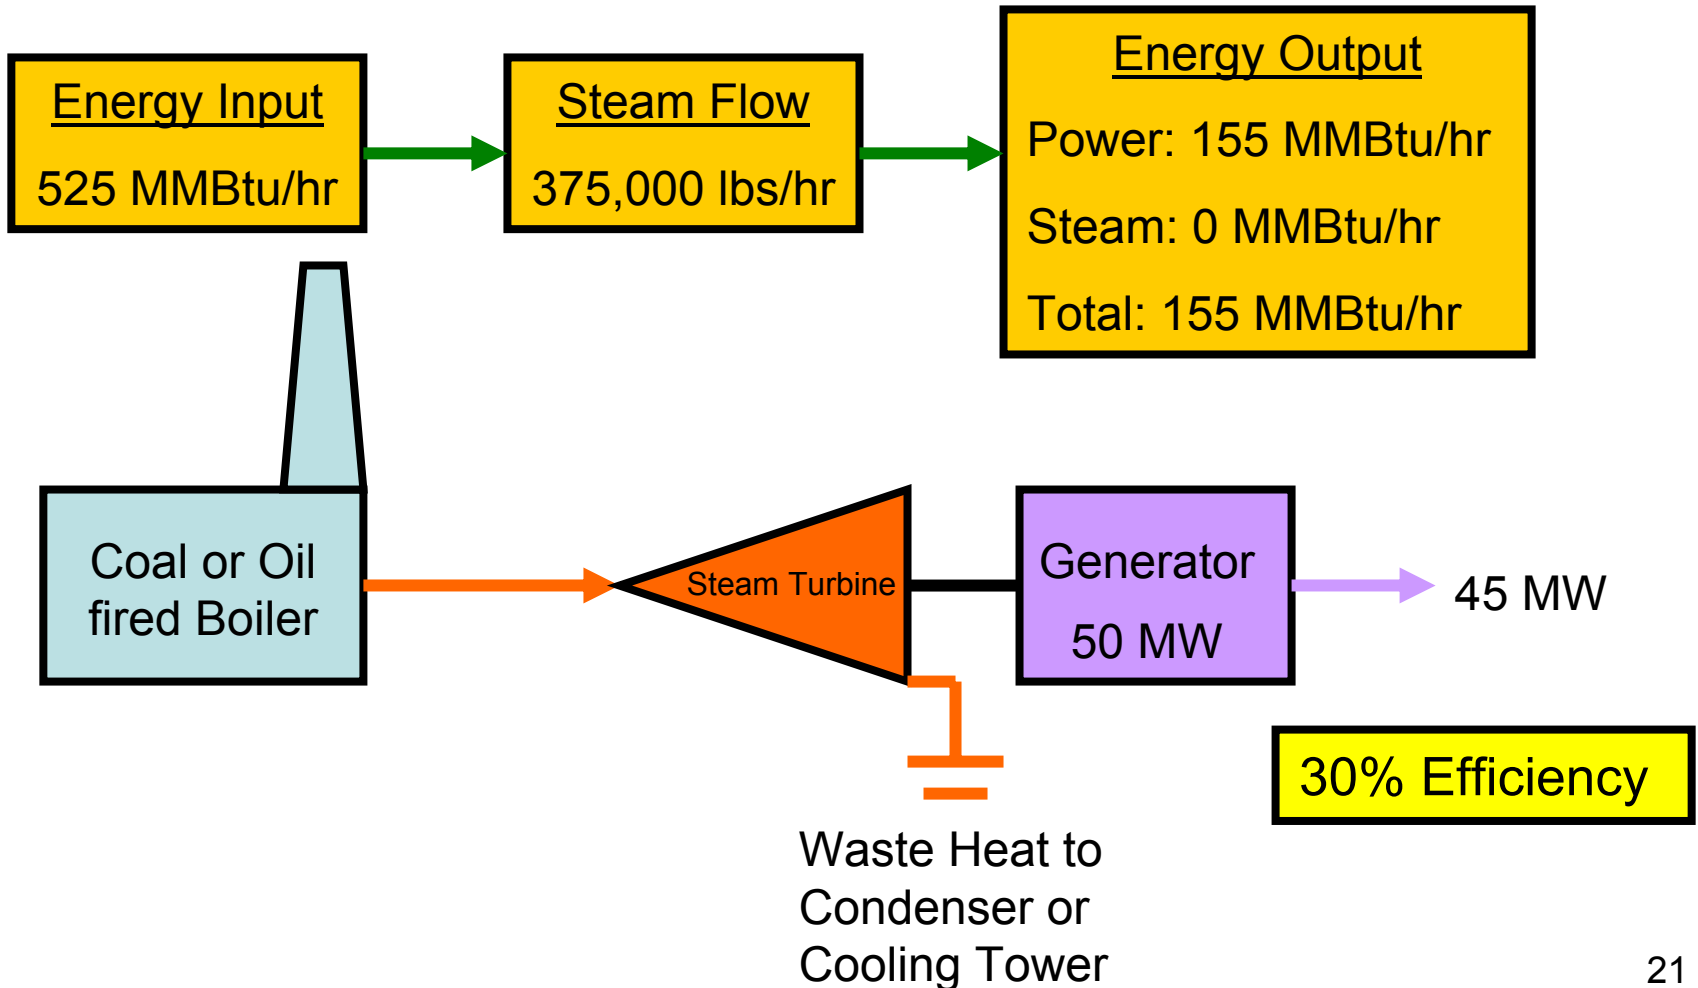 Energy Input
525 MMBtu/hr
Steam Flow
375,000 lbs/hr
Energy Output
Power: 155 MMBtu/hr
Steam: 0 MMBtu/hr
Total: 155 MMBtu/hr
Coal or Oil
fired Boiler
Steam Turbine
Generator
50 MW
45 MW
30% Efficiency
Waste Heat to
Condenser or
Cooling Tower
21